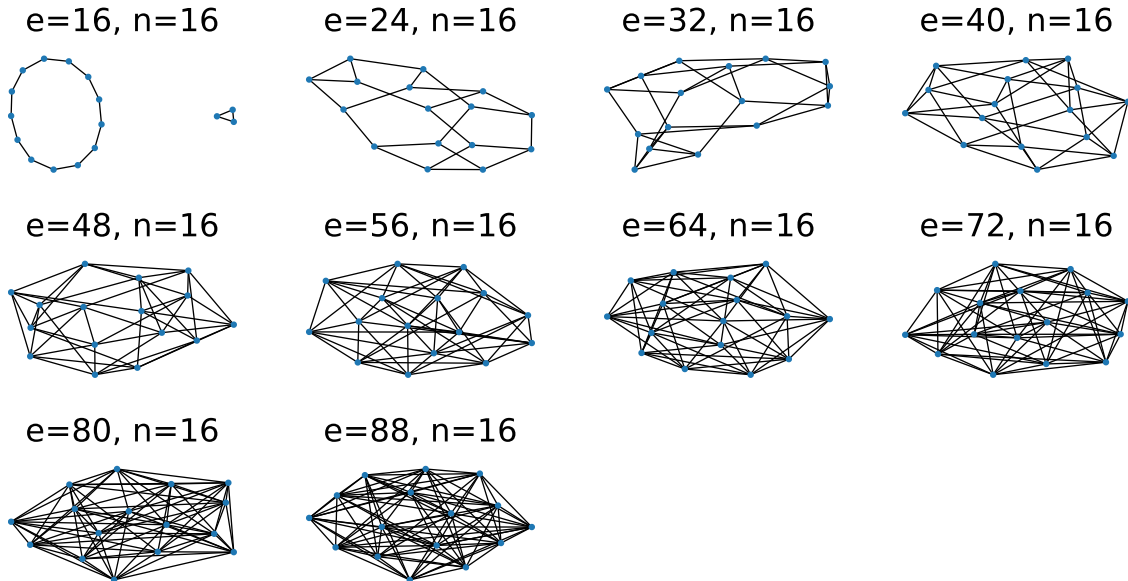 e=16, n=16
e=24, n=16
e=32, n=16
e=40, n=16
e=48, n=16
e=56, n=16
e=64, n=16
e=72, n=16
e=80, n=16
e=88, n=16